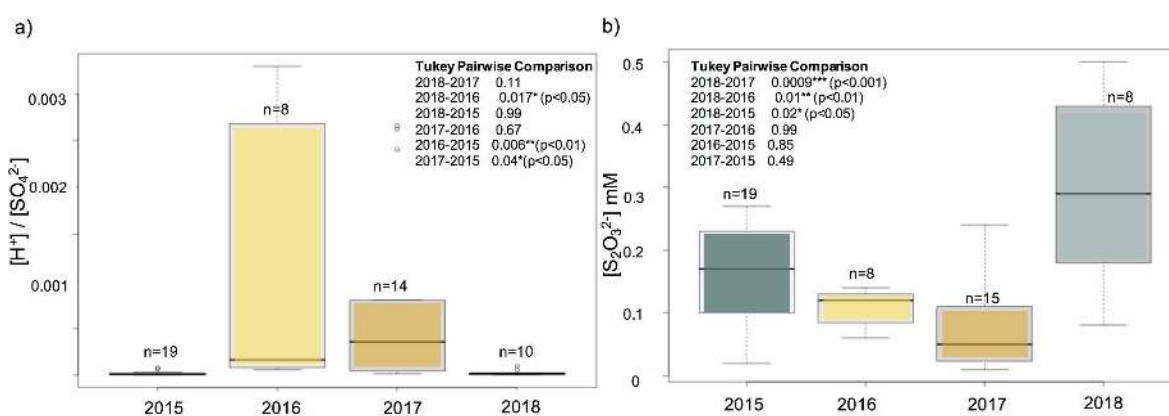 a)
[H⁺] / [SO₄²⁻]
0.003
0.002
0.001
n=19
n=8
n=14
n=10
2015
2016
2017
2018
Tukey Pairwise Comparison
2018-2017 0.11
2018-2016 0.017* (p<0.05)
2018-2015 0.99
2017-2016 0.67
2016-2015 0.006**(p<0.01)
2017-2015 0.04*(p<0.05)
b)
[S₂O₃²⁻] mM
0.5
0.4
0.3
0.2
0.1
0
Tukey Pairwise Comparison
2018-2017 0.0009*** (p<0.001)
2018-2016 0.01** (p<0.01)
2018-2015 0.02* (p<0.05)
2017-2016 0.99
2016-2015 0.85
2017-2015 0.49
n=19
n=8
n=15
n=8
2015
2016
2017
2018